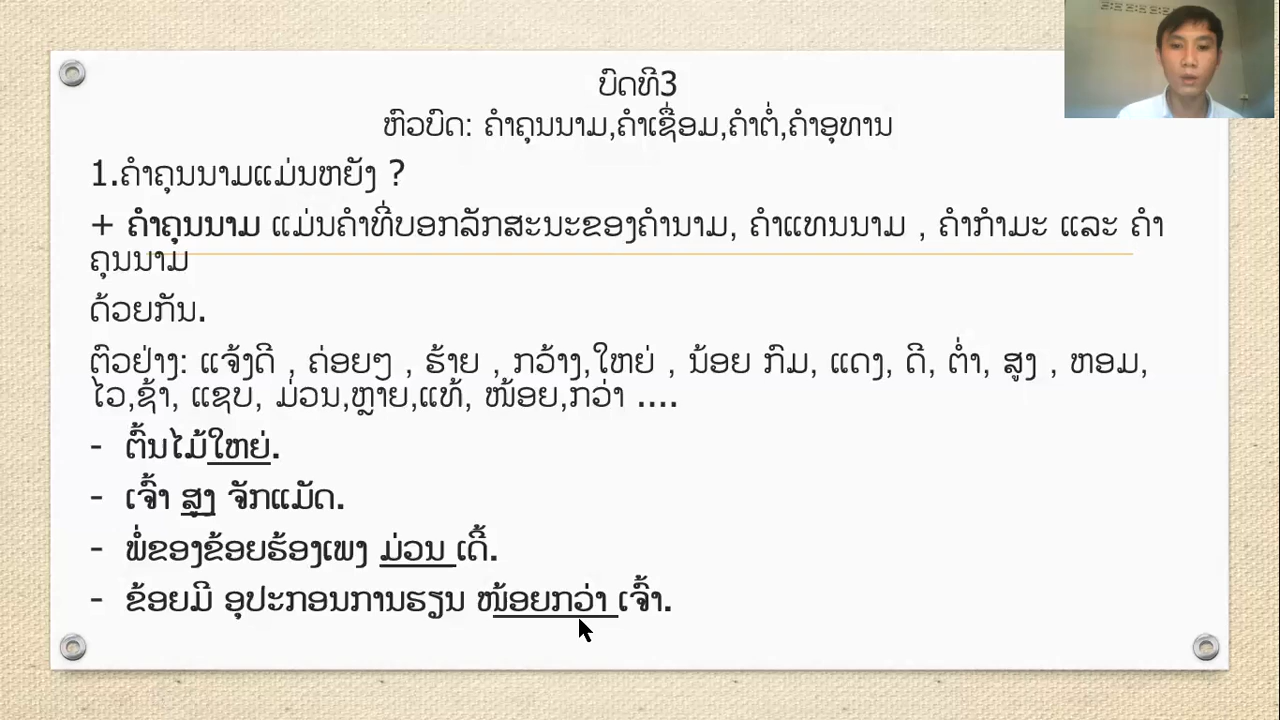 ບົດທີ3
ຫົວບົດ: ຄຳຄຸນນາມ,ຄຳເຊື່ອມ,ຄຳຕໍ່,ຄຳອຸທານ
1.ຄຳຄຸນນາມແມ່ນຫຍັງ ?
+ ຄຳຄຸນນາມ ແມ່ນຄຳທີ່ບອກລັກສະນະຂອງຄຳນາມ, ຄຳແທນນາມ , ຄຳກຳມະ ແລະ ຄຳ
ຄຸນນາມ
ດ້ວຍກັນ.
ຕົວຢ່າງ: ແຈ້ງດີ , ຄ່ອຍໆ , ຮ້າຍ , ກວ້າງ,ໃຫຍ່ , ນ້ອຍ ກົມ, ແດງ, ດີ, ຕ່ຳ, ສູງ , ຫອມ,
ໄວ,ຊ້າ, ແຊບ, ມ່ວນ,ຫຼາຍ,ແທ້, ໜ້ອຍ,ກວ່າ ....
- ຕົ້ນໄມ້ໃຫຍ່.
- ເຈົ້າ ສູງ ຈັກແມັດ.
- ພໍ່ຂອງຂ້ອຍຮ້ອງເພງ ມ່ວນ ເດີ້.
- ຂ້ອຍມີ ອຸປະກອນການຮຽນ ໜ້ອຍກວ່າ ເຈົ້າ.